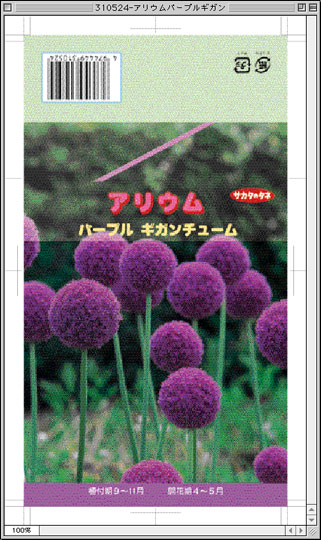 310524-アリウムパープルギガン
アリウム
サカタのタネ
パープル ギガンチューム
植付期9〜11月 開花期4〜5月
100%